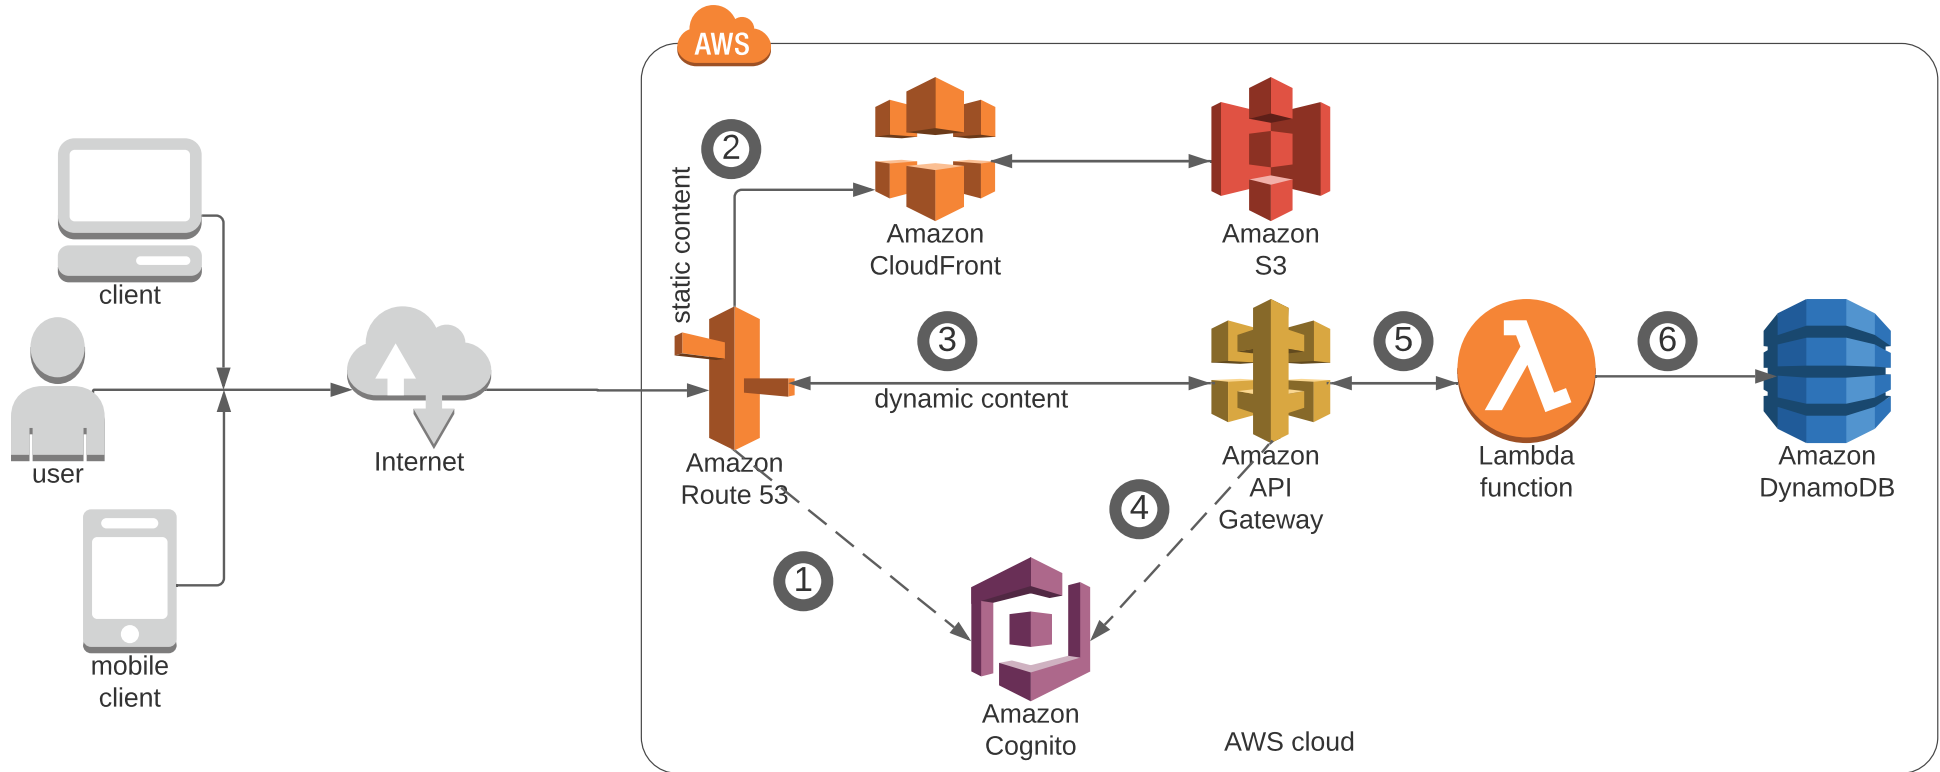 AWS
client
user
mobile
client
Internet
static content
2
Amazon
CloudFront
Amazon
S3
3
dynamic content
Amazon
Route 53
1
4
Amazon
API
Gateway
5
Lambda
function
6
Amazon
DynamoDB
Amazon
Cognito
AWS cloud